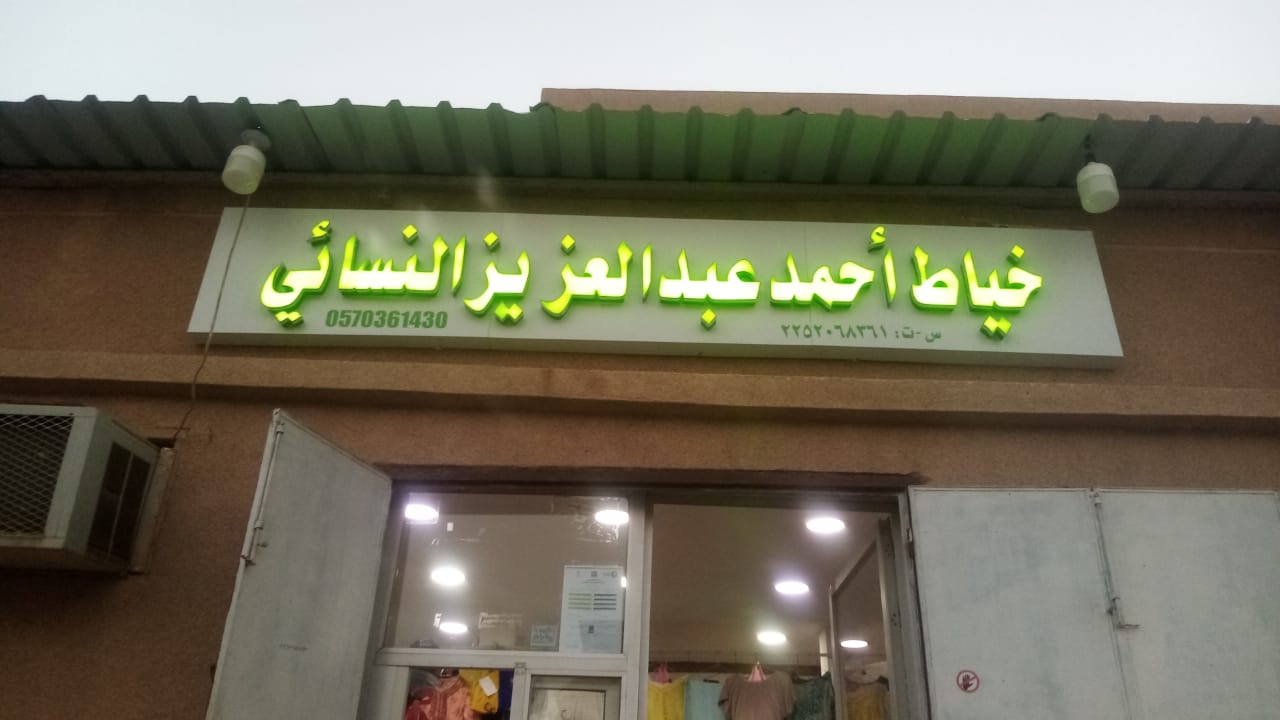 خياط أحمد عبدالعزيز النسائي
س-ت: ٢٢٥٢٠٦٨٣٦١
0570361430